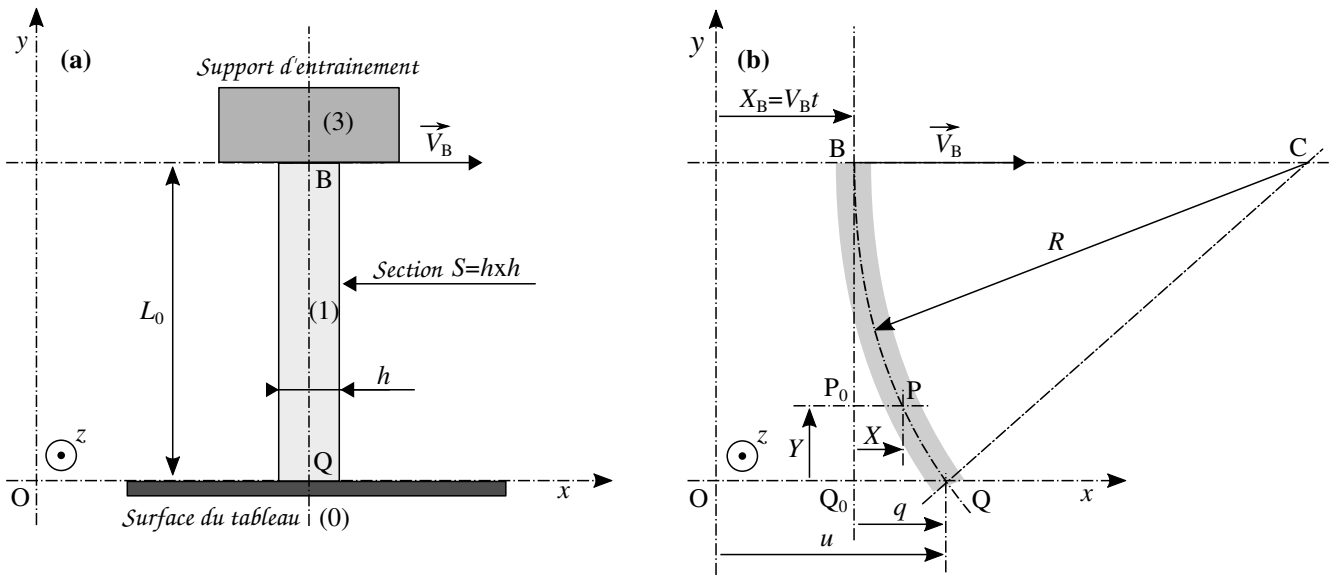 y
(a)
Support d'entrainement
(3)
V_B
B
L_0
Section S=hxh
(1)
h
z
Q
O
x
Surface du tableau
(0)
y
(b)
X_B=V_Bt
B
V_B
C
R
P_0
P
X
Y
z
O
Q_0
q
Q
x
u